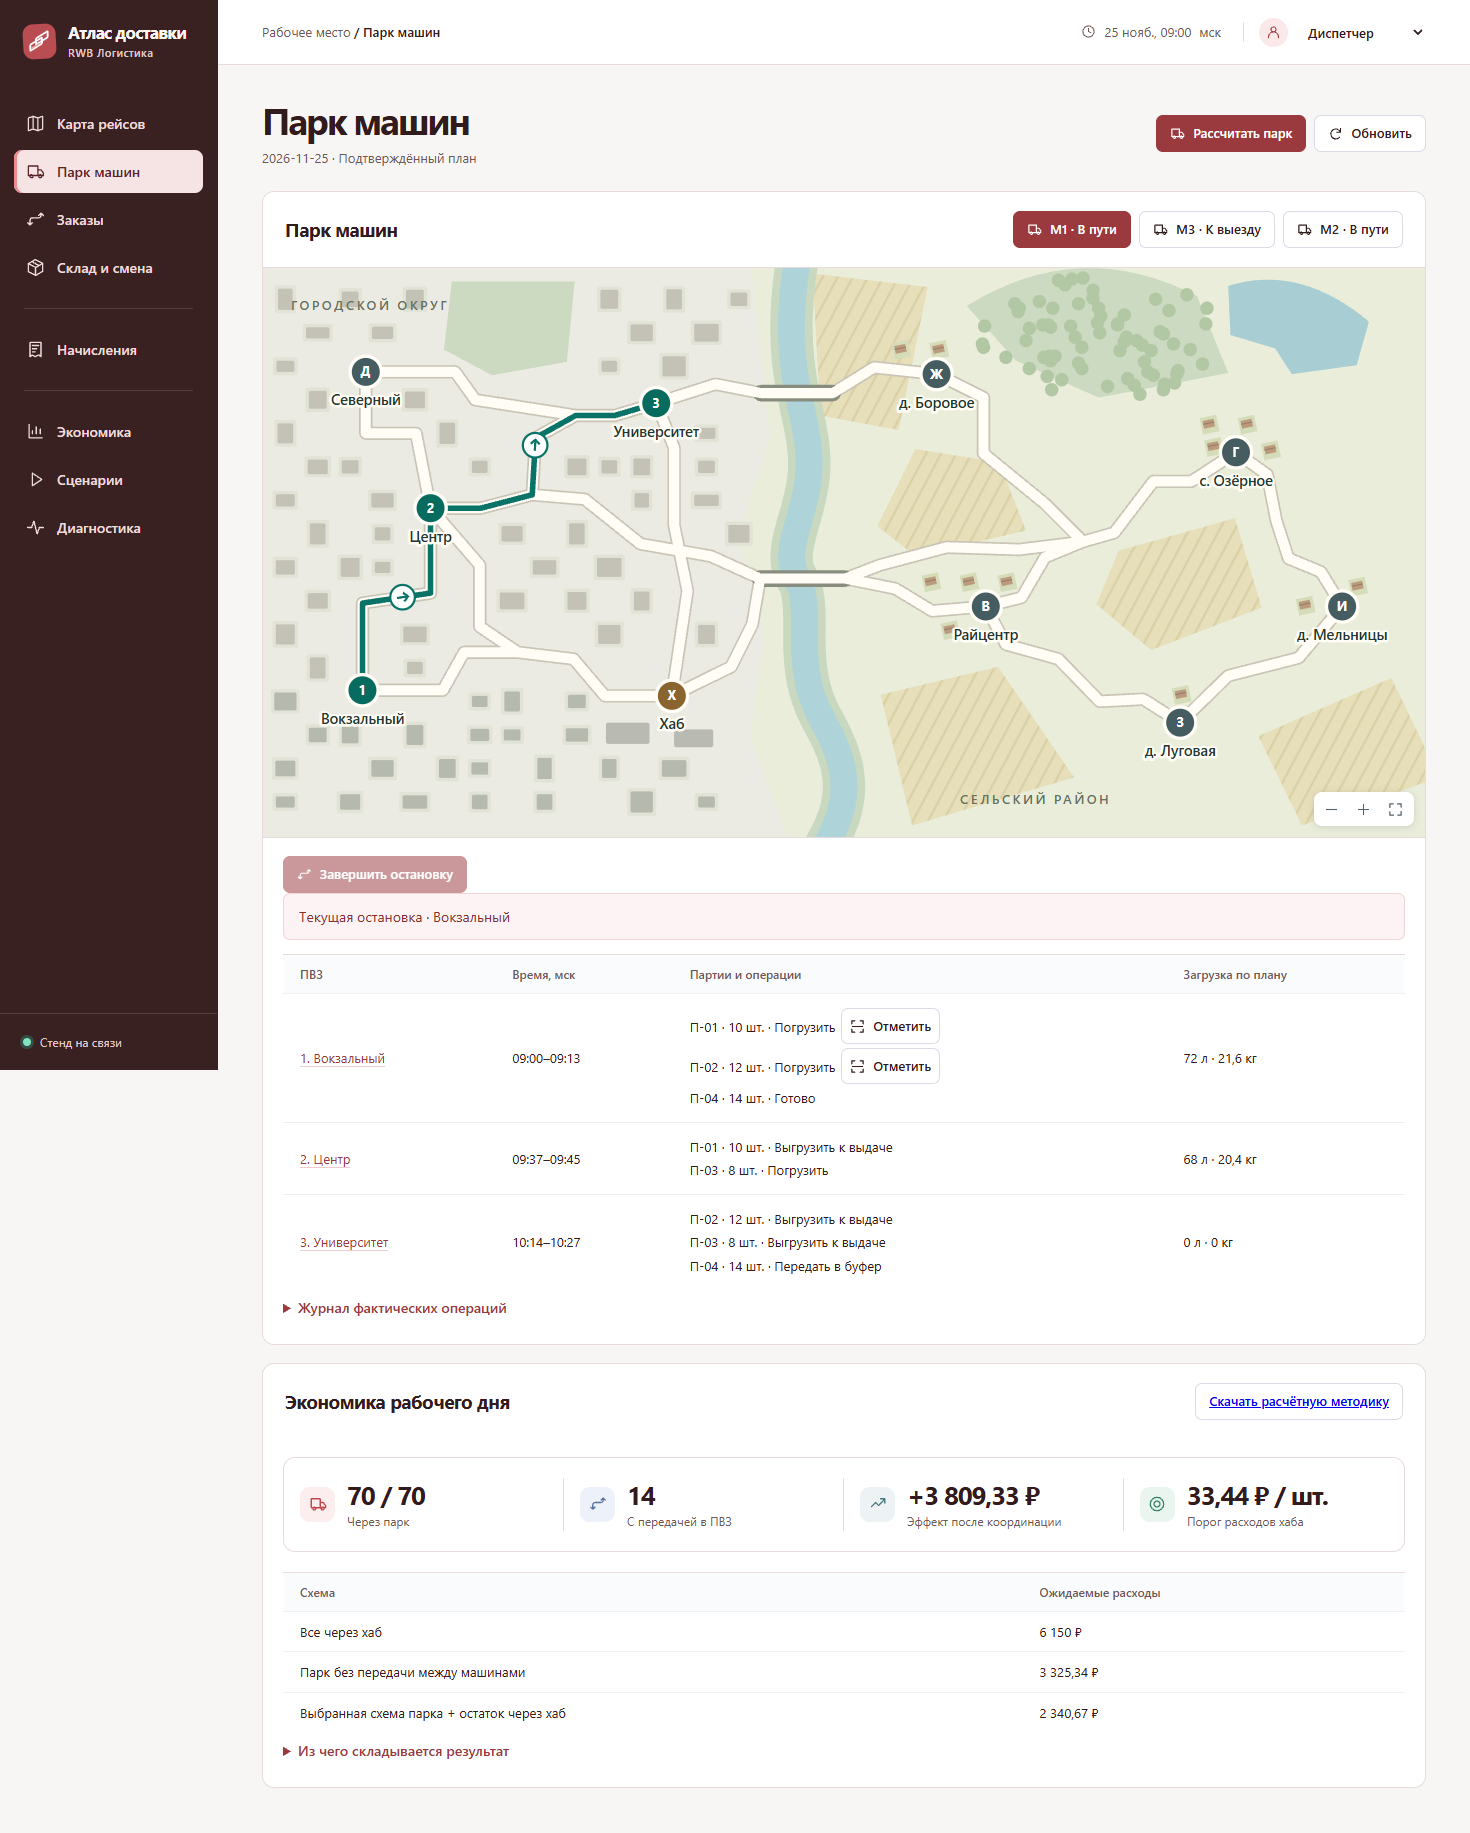 Атлас доставки
RWB Логистика
Карта рейсов
Парк машин
Заказы
Склад и смена
Начисления
Экономика
Сценарии
Диагностика
Стенд на связи
Рабочее место / Парк машин
25 нояб., 09:00 мск
Диспетчер
Парк машин
2026-11-25 · Подтверждённый план
Рассчитать парк
Обновить
Парк машин
М1 · В пути
М3 · К выезду
М2 · В пути
ГОРОДСКОЙ ОКРУГ
Д
Северный
3
Университет
Ж
д. Боровое
Г
с. Озёрное
2
Центр
В
Райцентр
И
д. Мельницы
1
Вокзальный
Х
Хаб
З
д. Луговая
СЕЛЬСКИЙ РАЙОН
Завершить остановку
Текущая остановка · Вокзальный
ПВЗ Время, мск Партии и операции Загрузка по плану
1. Вокзальный 09:00–09:13
П-01 · 10 шт. · Погрузить Отметить
П-02 · 12 шт. · Погрузить Отметить
П-04 · 14 шт. · Готово
72 л · 21,6 кг
2. Центр 09:37–09:45
П-01 · 10 шт. · Выгрузить к выдаче
П-03 · 8 шт. · Погрузить
68 л · 20,4 кг
3. Университет 10:14–10:27
П-02 · 12 шт. · Выгрузить к выдаче
П-03 · 8 шт. · Выгрузить к выдаче
П-04 · 14 шт. · Передать в буфер
0 л · 0 кг
Журнал фактических операций
Экономика рабочего дня
Скачать расчётную методику
70 / 70
Через парк
14
С передачей в ПВЗ
+3 809,33 ₽
Эффект после координации
33,44 ₽ / шт.
Порог расходов хаба
Схема Ожидаемые расходы
Все через хаб 6 150 ₽
Парк без передачи между машинами 3 325,34 ₽
Выбранная схема парка + остаток через хаб 2 340,67 ₽
Из чего складывается результат